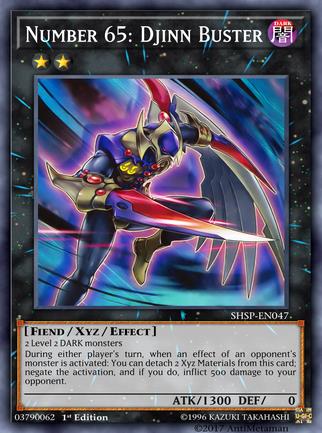 Number 65: Djinn Buster
DARK
闇
SHSP-EN047
[Fiend / Xyz / Effect]
2 Level 2 DARK monsters
During either player's turn, when an effect of an opponent's
monster is activated: You can detach 2 Xyz Materials from this card;
negate the activation, and if you do, inflict 500 damage to your
opponent.
ATK/1300 DEF/ 0
03790062 1st Edition ©1996 KAZUKI TAKAHASHI
©2017 AntiMetaman